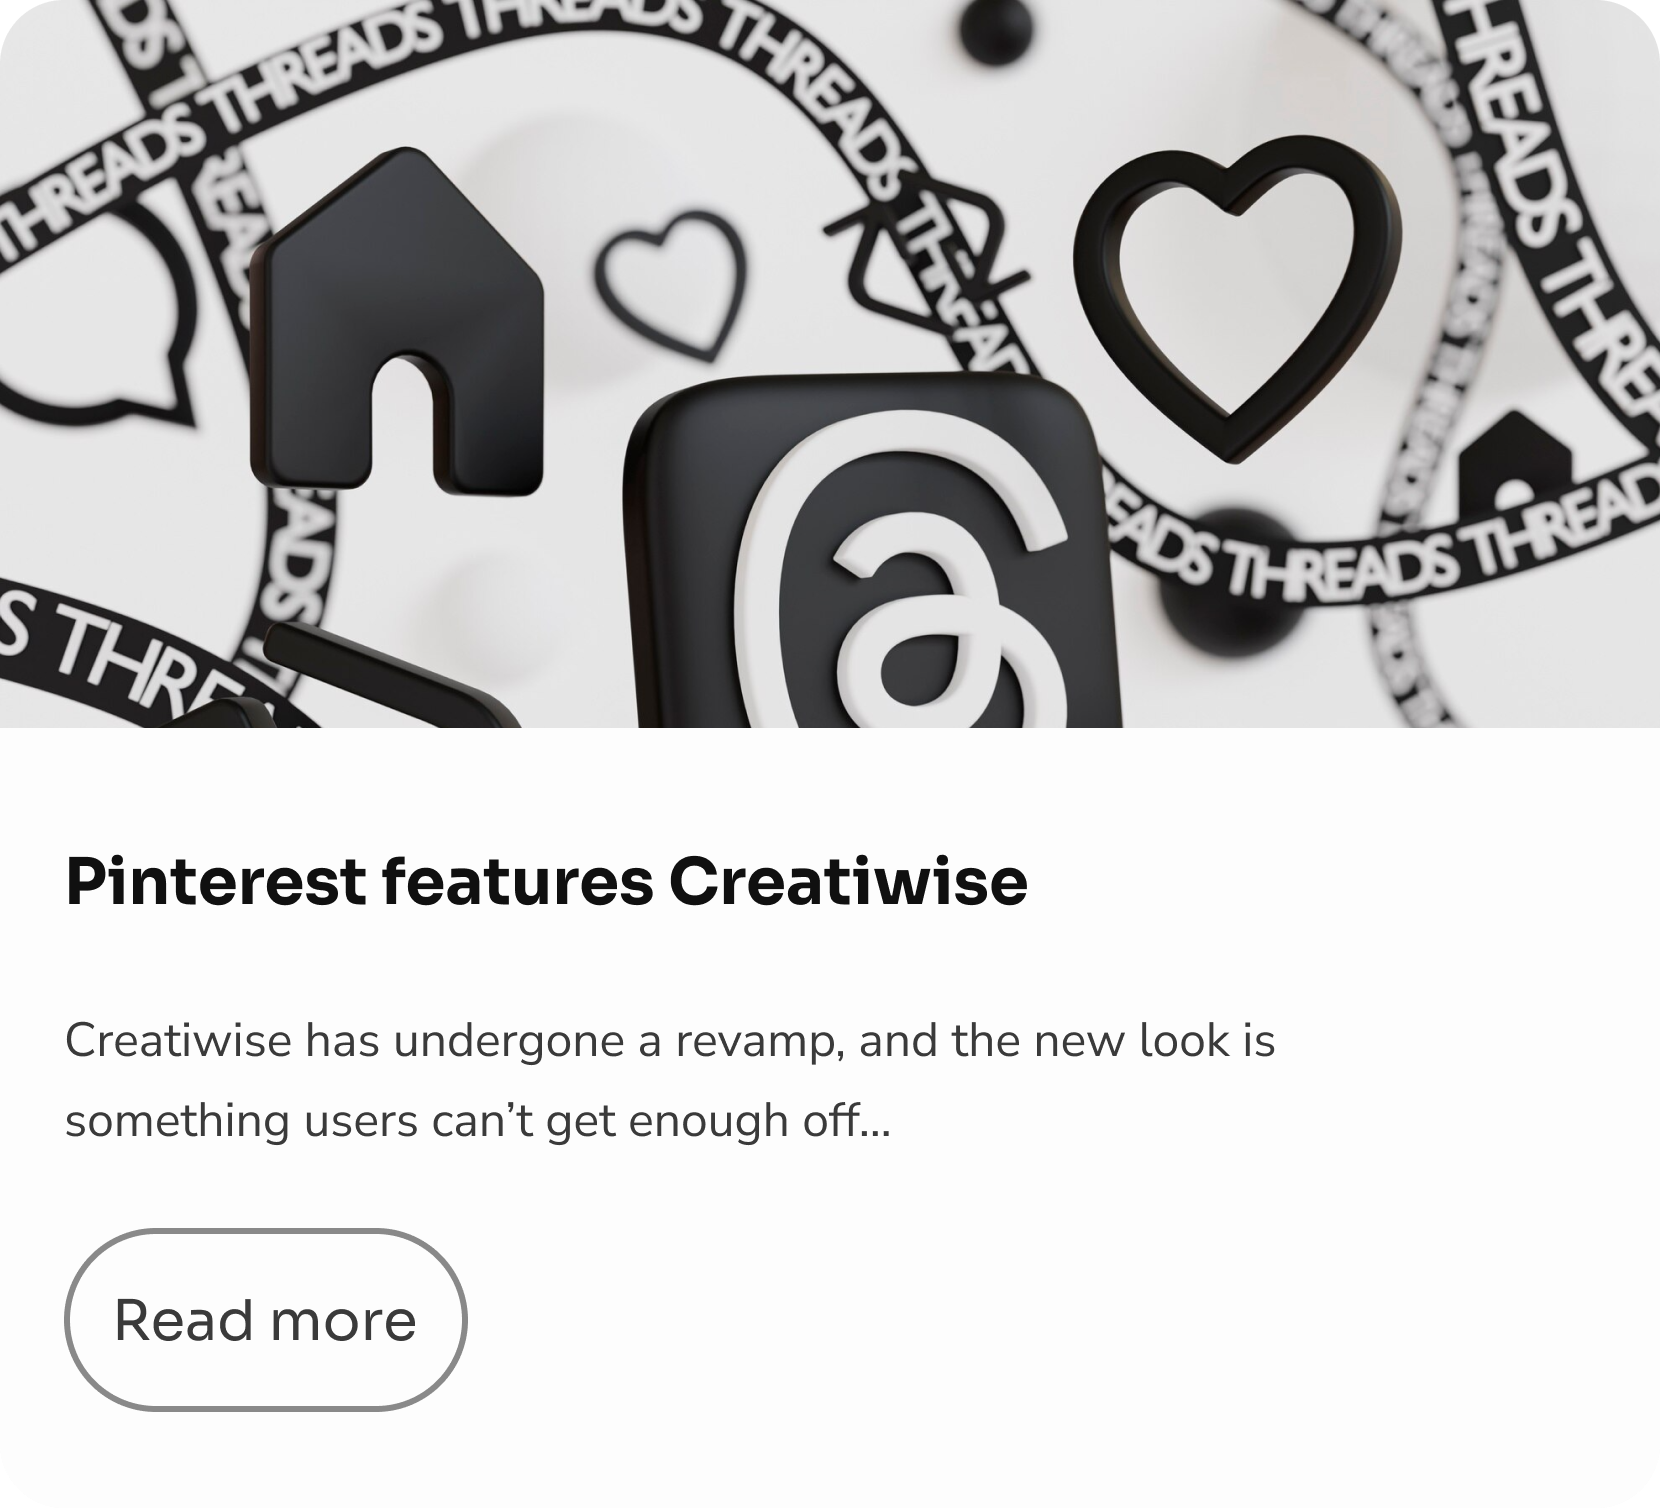 THREADS THREADS THREADS THREADS THREADS
THREADS THREADS
THREADS THREADS THREADS
Pinterest features Creatiwise
Creatiwise has undergone a revamp, and the new look is
something users can’t get enough off...
Read more